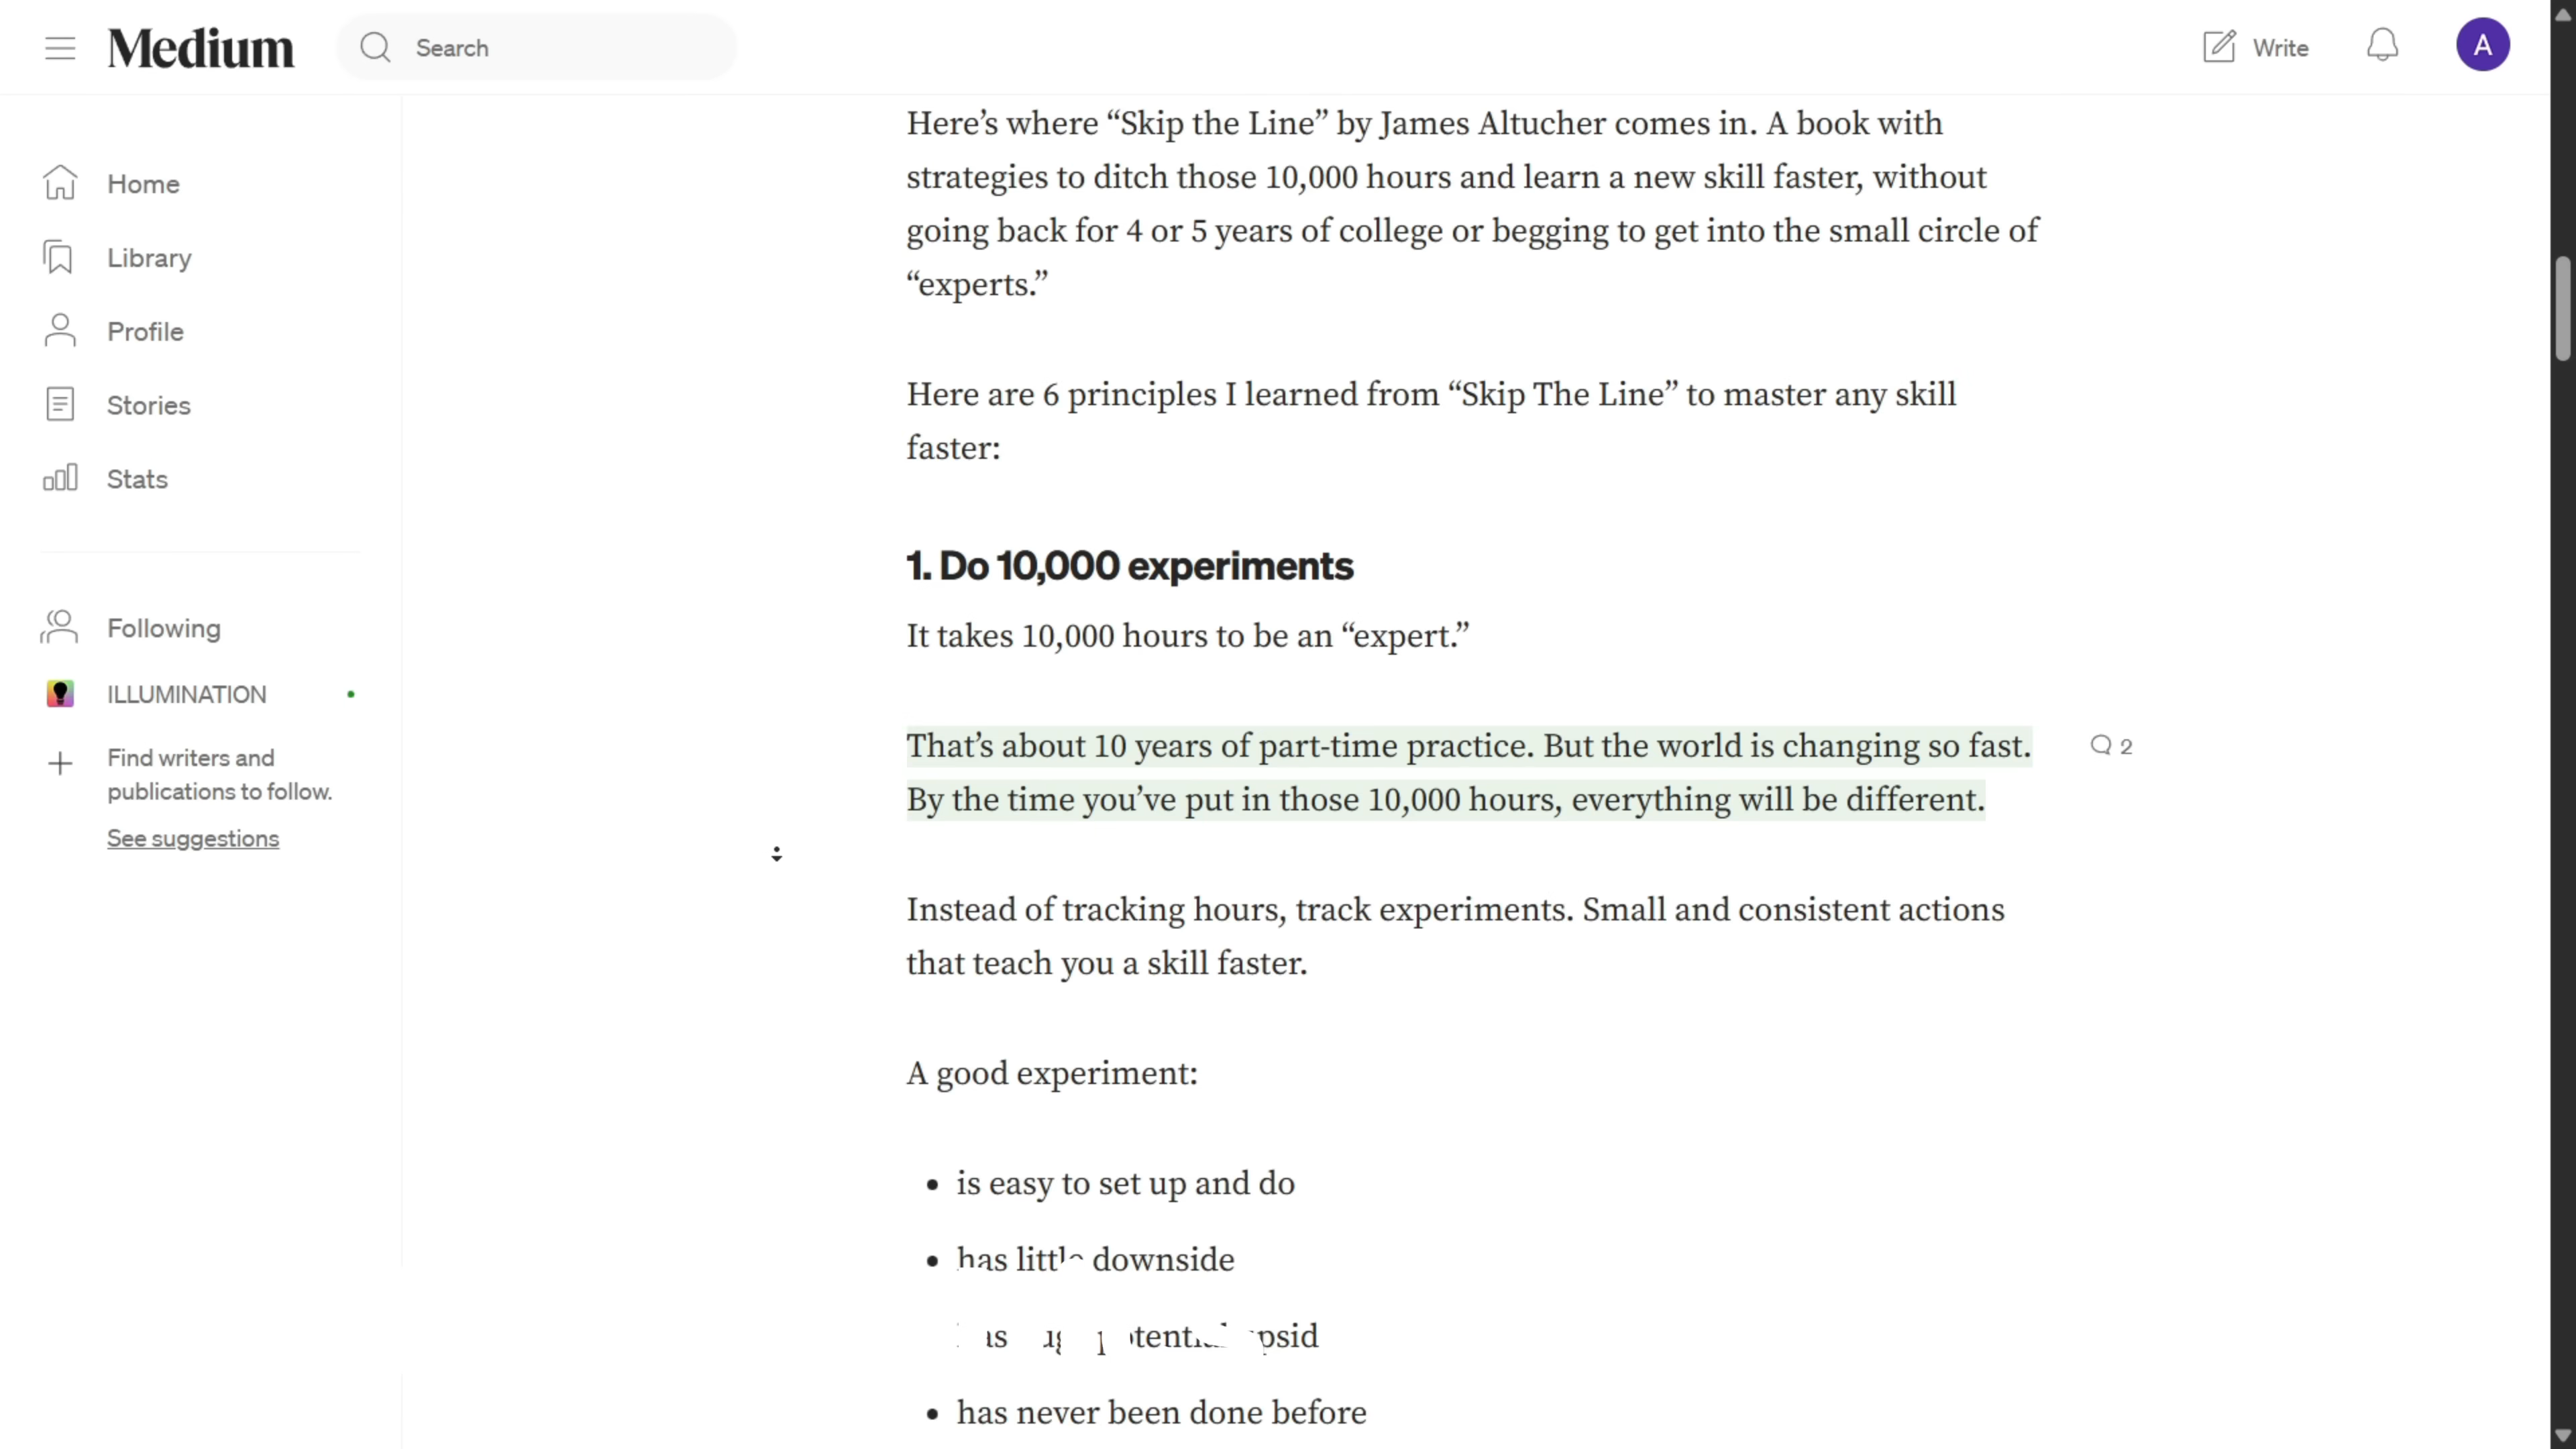 Medium
Search
Write
A
Home
Library
Profile
Stories
Stats
Following
ILLUMINATION
Find writers and
publications to follow.
See suggestions
Here’s where “Skip the Line” by James Altucher comes in. A book with
strategies to ditch those 10,000 hours and learn a new skill faster, without
going back for 4 or 5 years of college or begging to get into the small circle of
“experts.”
Here are 6 principles I learned from “Skip The Line” to master any skill
faster:
1. Do 10,000 experiments
It takes 10,000 hours to be an “expert.”
That’s about 10 years of part-time practice. But the world is changing so fast.
2
By the time you’ve put in those 10,000 hours, everything will be different.
Instead of tracking hours, track experiments. Small and consistent actions
that teach you a skill faster.
A good experiment:
• is easy to set up and do
• has little downside
• has never been done before